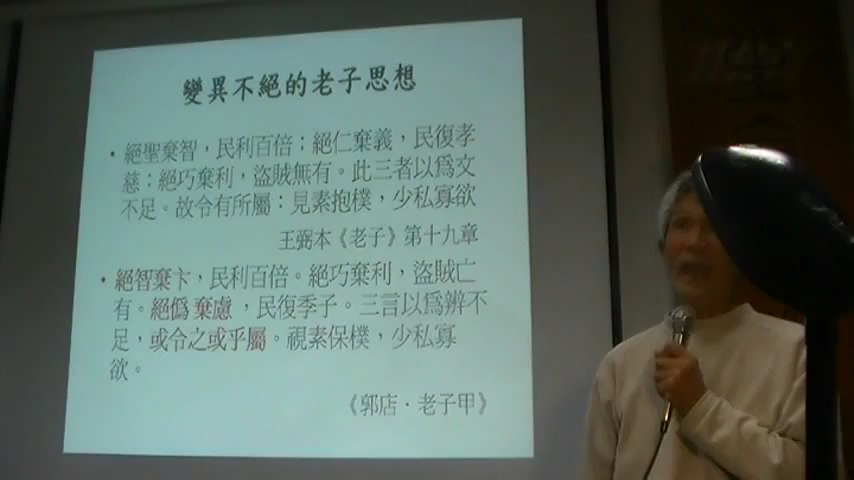 變異不絕的老子思想
• 絕聖棄智，民利百倍；絕仁棄義，民復孝
慈；絕巧棄利，盜賊無有。此三者以爲文
不足。故令有所屬：見素抱樸，少私寡欲
王弼本《老子》第十九章
• 絕智棄卞，民利百倍。絕巧棄利，盜賊亡
有。絕僞棄慮，民復季子。三言以爲辨不
足，或令之或乎屬。視素保樸，少私寡
欲。
《郭店．老子甲》